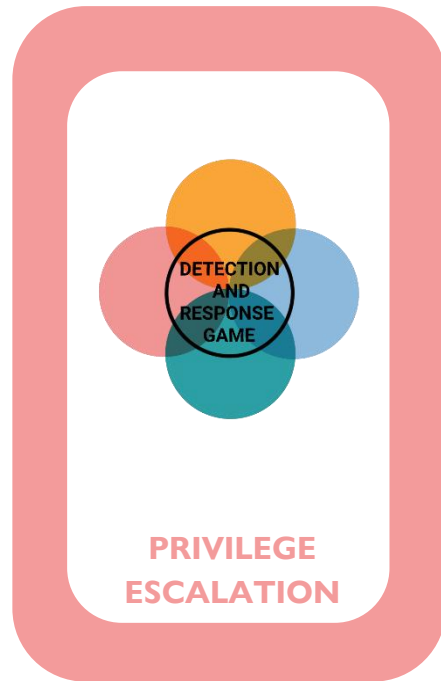 DETECTION
AND
RESPONSE
GAME
PRIVILEGE
ESCALATION